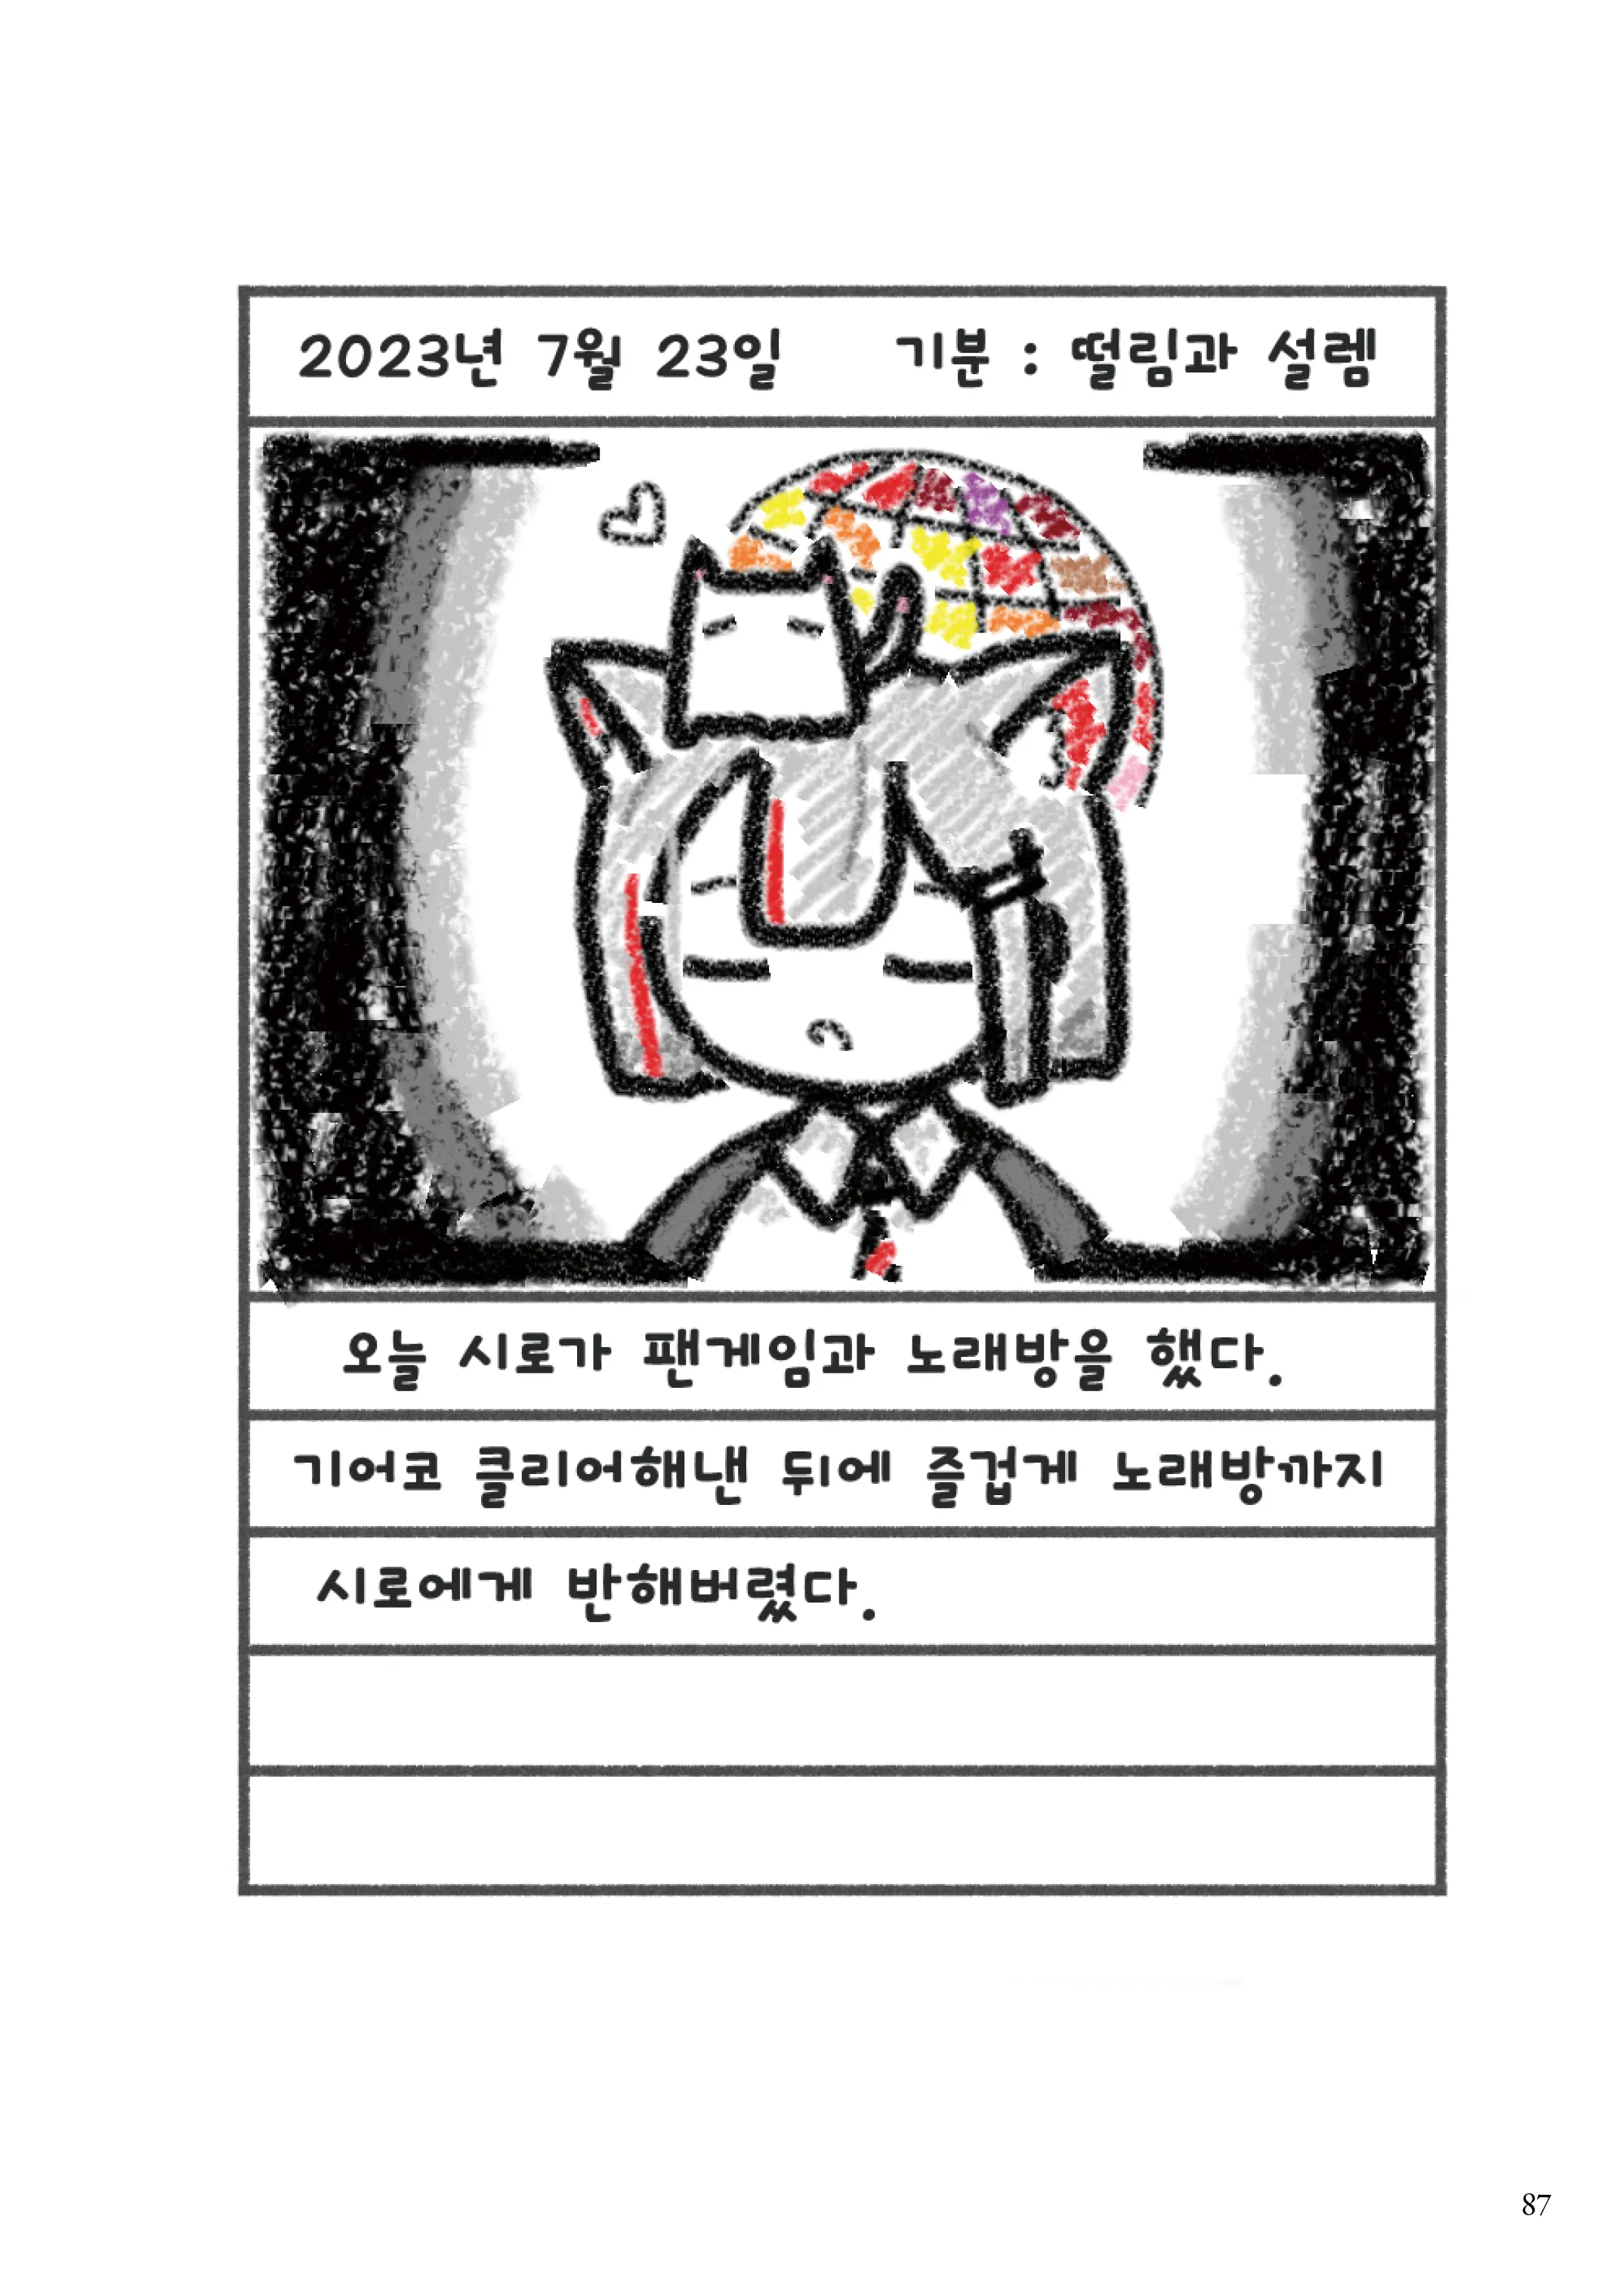 2023년 7월 23일 기분 : 떨림과 설렘
오늘 시로가 팬게임과 노래방을 했다.
기어코 클리어해낸 뒤에 즐겁게 노래방까지
시로에게 반해버렸다.
87